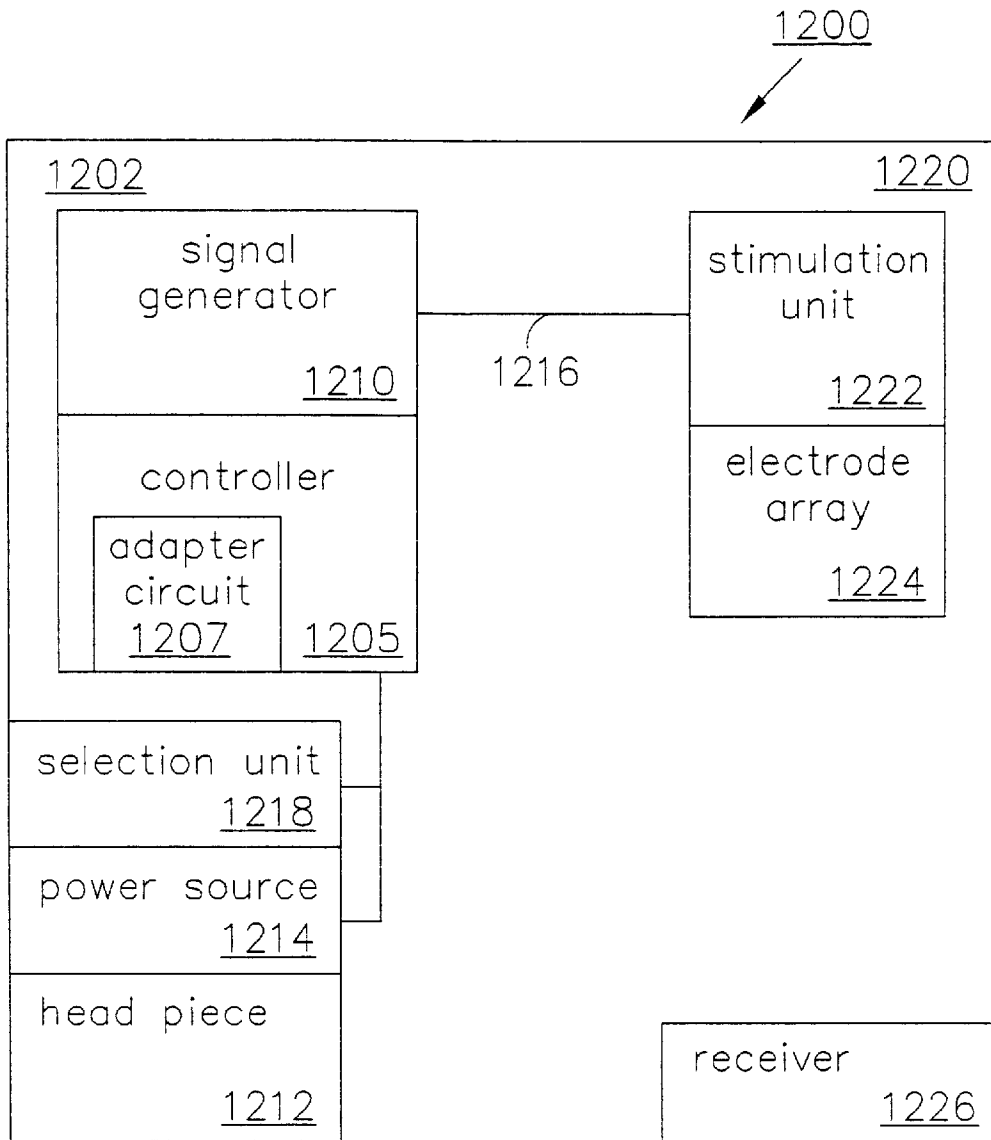 1200
1202
1220
signal
generator
1210
1216
stimulation
unit
1222
controller
adapter
circuit
1207
1205
electrode
array
1224
selection unit
1218
power source
1214
head piece
1212
receiver
1226